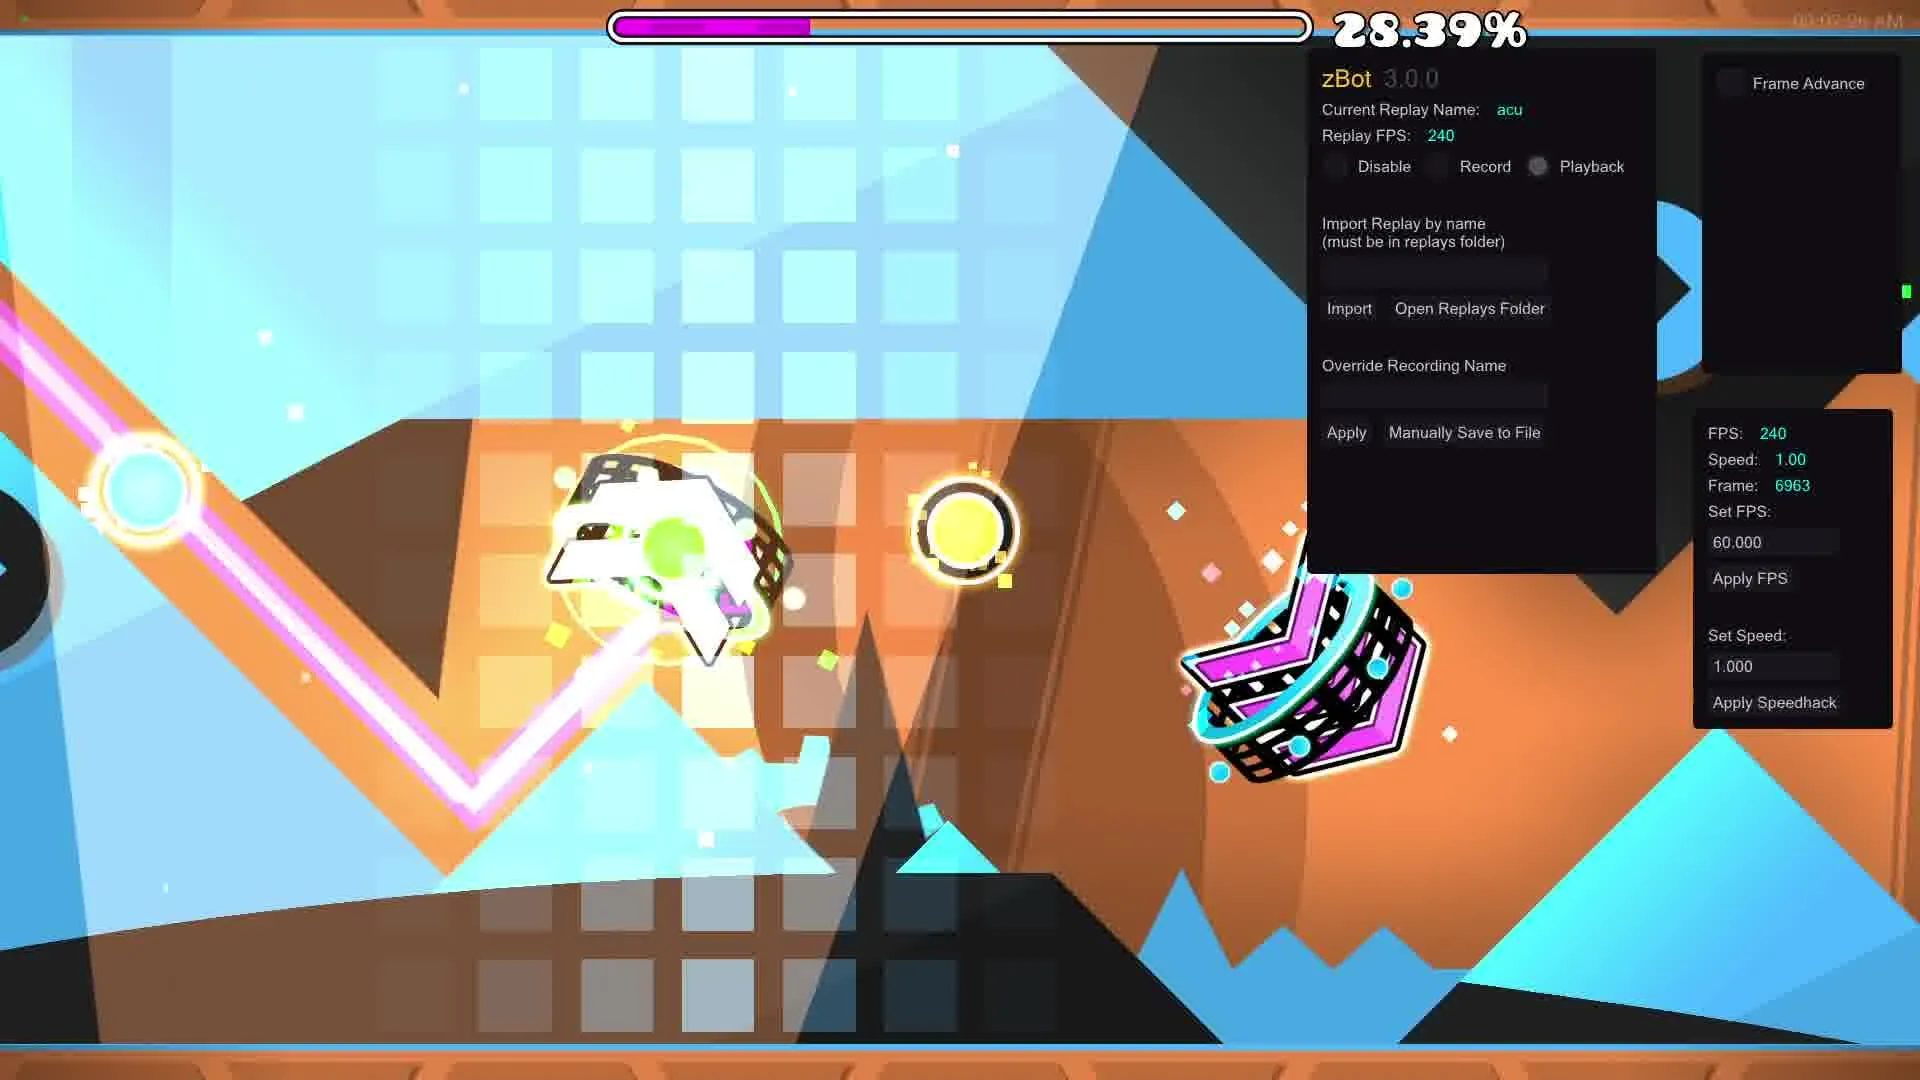 28.39%
zBot 3.0.0
Current Replay Name: acu
Replay FPS: 240
Disable Record Playback
Import Replay by name
(must be in replays folder)
Import Open Replays Folder
Override Recording Name
Apply Manually Save to File
Frame Advance
FPS: 240
Speed: 1.00
Frame: 6963
Set FPS:
60.000
Apply FPS
Set Speed:
1.000
Apply Speedhack